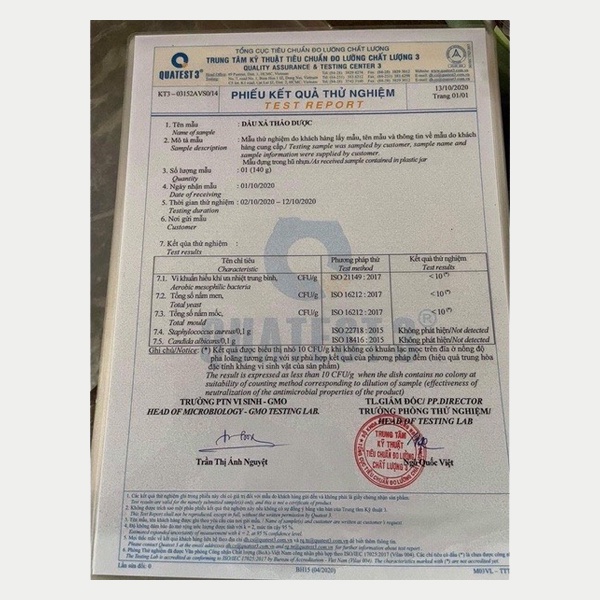 TỔNG CỤC TIÊU CHUẨN ĐO LƯỜNG CHẤT LƯỢNG
TRUNG TÂM KỸ THUẬT TIÊU CHUẨN ĐO LƯỜNG CHẤT LƯỢNG 3
QUALITY ASSURANCE & TESTING CENTER 3
QUATEST 3®
KT3 - 03152AVS0/14
PHIẾU KẾT QUẢ THỬ NGHIỆM
TEST REPORT
13/10/2020
Trang 01/01
1. Tên mẫu : DẦU XẢ THẢO DƯỢC
Name of sample
2. Mô tả mẫu : Mẫu thử nghiệm do khách hàng lấy mẫu, tên mẫu và thông tin về mẫu do khách
Sample description hàng cung cấp./ Testing sample was sampled by customer, sample name and
sample information were supplied by customer.
Mẫu đựng trong hũ nhựa./As received sample contained in plastic jar
3. Số lượng mẫu : 01 (140 g)
Quantity
4. Ngày nhận mẫu : 01/10/2020
Date of receiving
5. Thời gian thử nghiệm : 02/10/2020 – 12/10/2020
Testing duration
6. Nơi gửi mẫu :
Customer
7. Kết quả thử nghiệm :
Test results
Tên chỉ tiêu Phương pháp thử Kết quả thử nghiệm
Characteristic Test method Test results
7.1. Vi khuẩn hiếu khí ưa nhiệt trung bình, CFU/g ISO 21149 : 2017 < 10 (*)
Aerobic mesophilic bacteria
7.2. Tổng số nấm men, CFU/g ISO 16212 : 2017 < 10 (*)
Total yeast
7.3. Tổng số nấm mốc, CFU/g ISO 16212 : 2017 < 10 (*)
Total mould
7.4. Staphylococcus aureus/0,1 g ISO 22718 : 2015 Không phát hiện/Not detected
7.5. Candida albicans/0,1 g ISO 18416 : 2015 Không phát hiện/Not detected
QUATEST 3®
Ghi chú/Notice: (*) Kết quả được biểu thị nhỏ 10 CFU/g khi không có khuẩn lạc mọc trên đĩa ở nồng độ
pha loãng tương ứng với sự phù hợp kết quả của phương pháp đếm (hiệu quả trung hòa
đặc tính kháng vi sinh vật của sản phẩm)
The result is expressed as less than 10 CFU/g when the dish contains no colony at
suitability of counting method corresponding to dilution of sample (effectiveness of
neutralization of the antimicrobial properties of the product)
TRƯỞNG PTN VI SINH - GMO
HEAD OF MICROBIOLOGY - GMO TESTING LAB.
Trần Thị Ánh Nguyệt
TL.GIÁM ĐỐC/ PP.DIRECTOR
TRƯỞNG PHÒNG THỬ NGHIỆM/
HEAD OF TESTING LAB
TRUNG TÂM
KỸ THUẬT
TIÊU CHUẨN ĐO LƯỜNG
CHẤT LƯỢNG 3
Ngô Quốc Việt
Lần sửa đổi: 0
BH15 (04/2020)